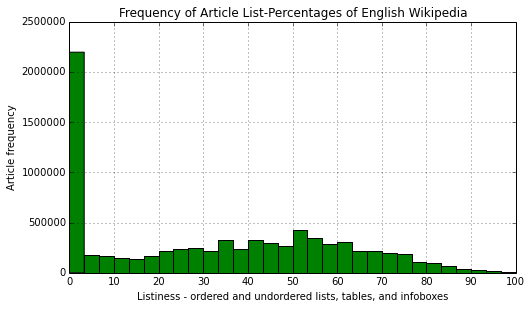 Frequency of Article List-Percentages of English Wikipedia
2500000
2000000
1500000
1000000
500000
0
Article frequency
0 10 20 30 40 50 60 70 80 90 100
Listiness - ordered and undordered lists, tables, and infoboxes